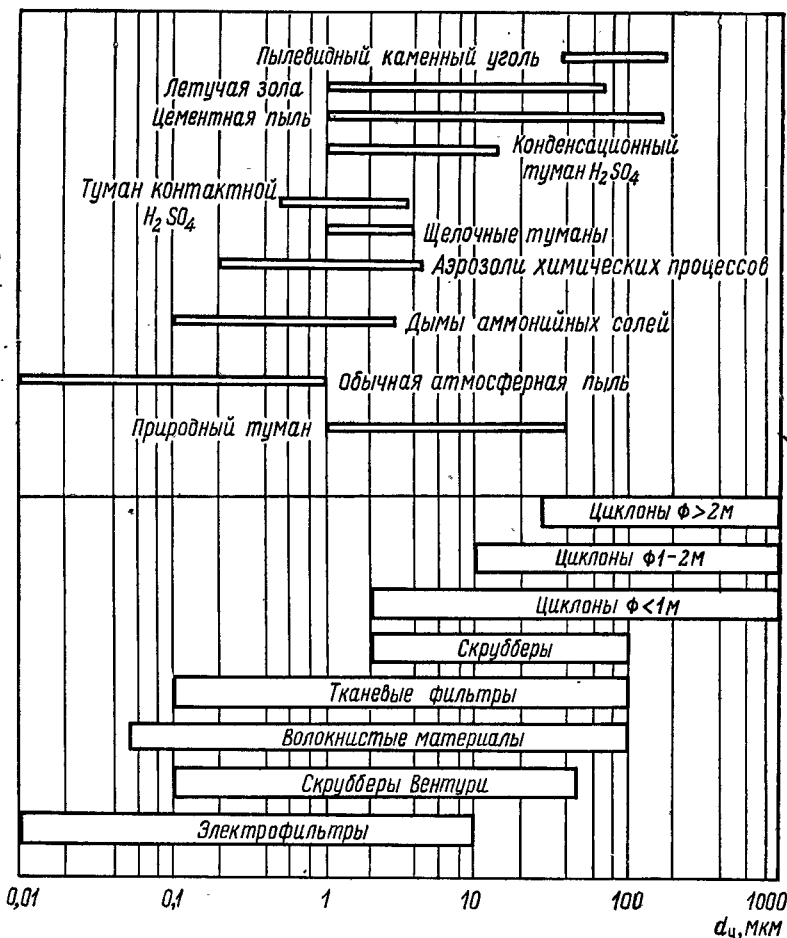 Пылевидный каменный уголь
Летучая зола
Цементная пыль
Конденсационный
туман H₂SO₄
Туман контактной
H₂SO₄
Щелочные туманы
Аэрозоли химических процессов
Дымы аммонийных солей
Обычная атмосферная пыль
Природный туман
Циклоны Ф>2м
Циклоны Ф1-2м
Циклоны Ф<1м
Скрубберы
Тканевые фильтры
Волокнистые материалы
Скрубберы Вентури
Электрофильтры
0,01 0,1 1 10 100 1000
dч, мкм